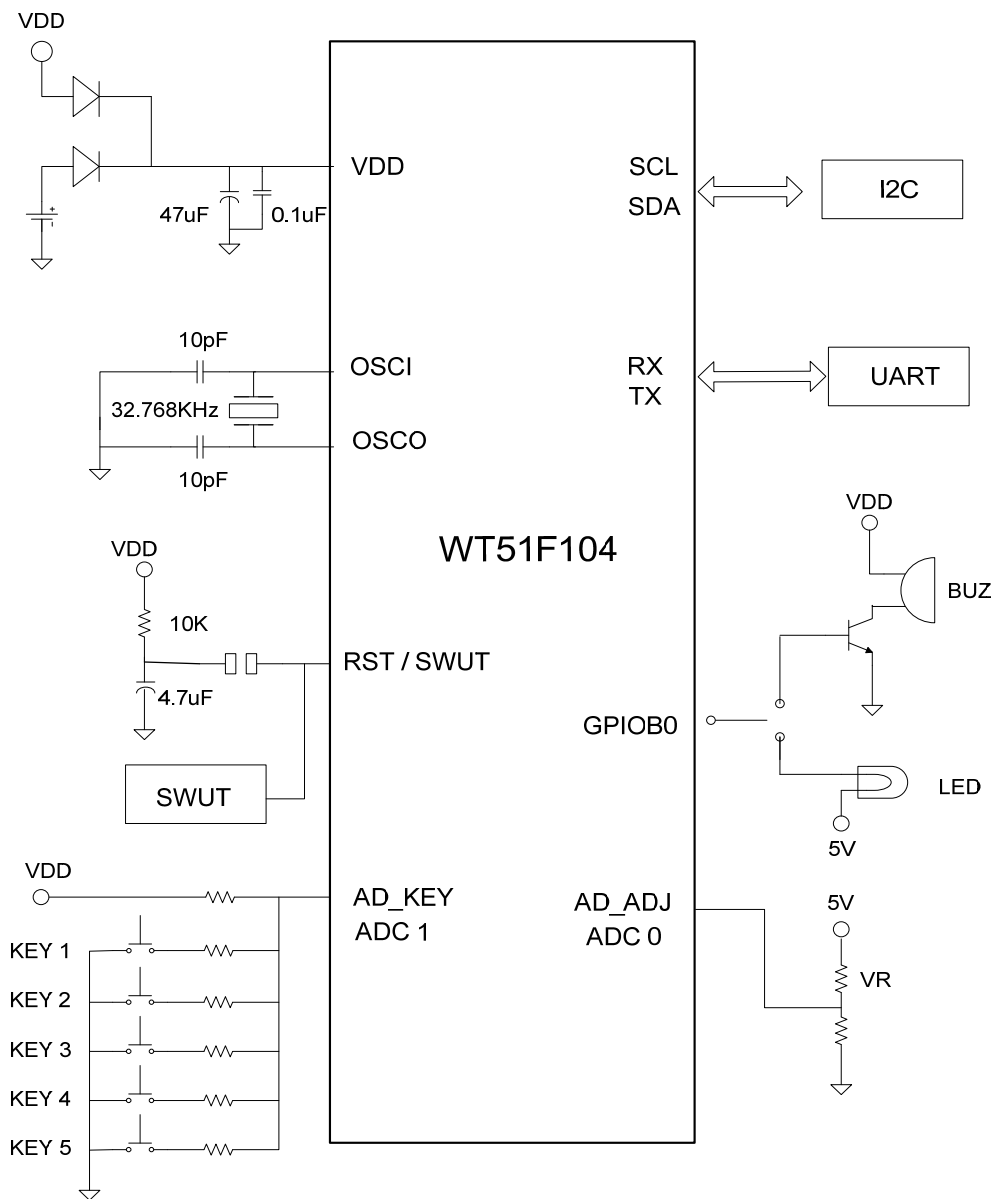 VDD
VDD
47uF
0.1uF
+
-
10pF
OSCI
32.768KHz
OSCO
10pF
VDD
10K
RST / SWUT
4.7uF
SWUT
VDD
AD_KEY
ADC 1
KEY 1
KEY 2
KEY 3
KEY 4
KEY 5
WT51F104
SCL
SDA
I2C
RX
TX
UART
VDD
BUZ
GPIOB0
LED
5V
AD_ADJ
ADC 0
5V
VR